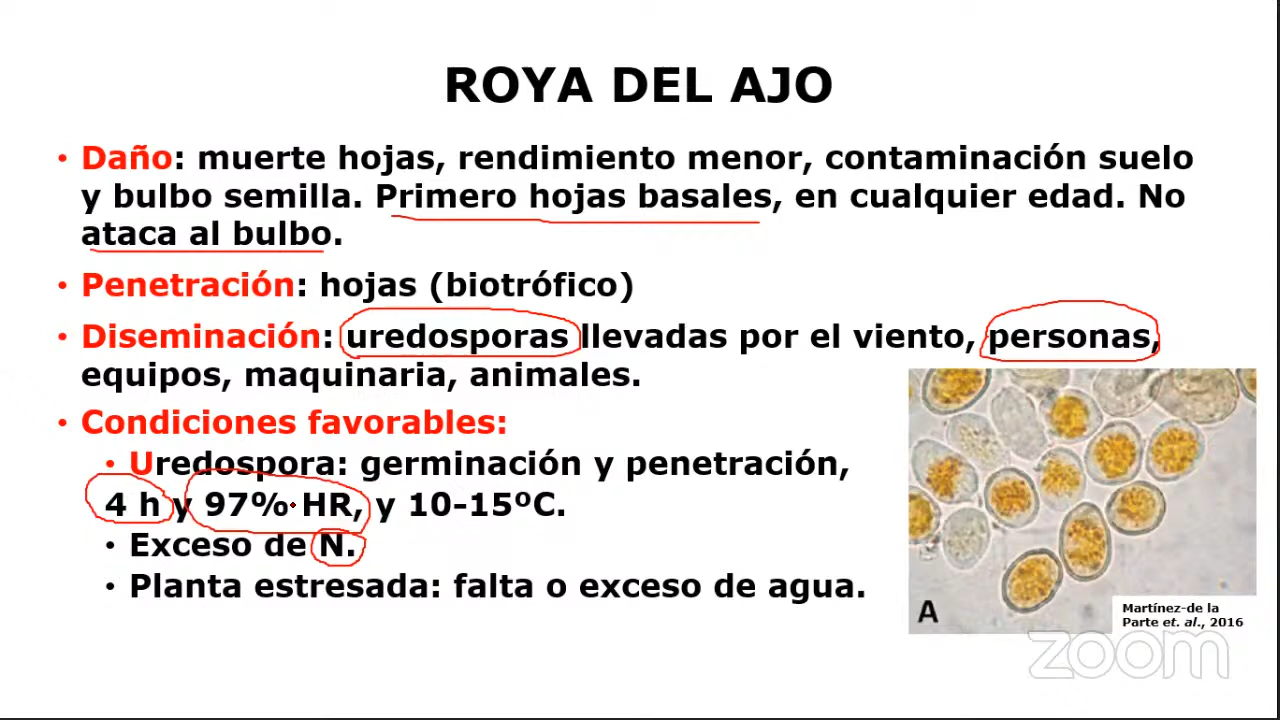 ROYA DEL AJO
• Daño: muerte hojas, rendimiento menor, contaminación suelo
y bulbo semilla. Primero hojas basales, en cualquier edad. No
ataca al bulbo.
• Penetración: hojas (biotrófico)
• Diseminación: uredosporas llevadas por el viento, personas,
equipos, maquinaria, animales.
• Condiciones favorables:
• Uredospora: germinación y penetración,
4 h y 97% HR, y 10-15ºC.
• Exceso de N.
• Planta estresada: falta o exceso de agua.
A
Martínez-de la
Parte et. al., 2016
zoom